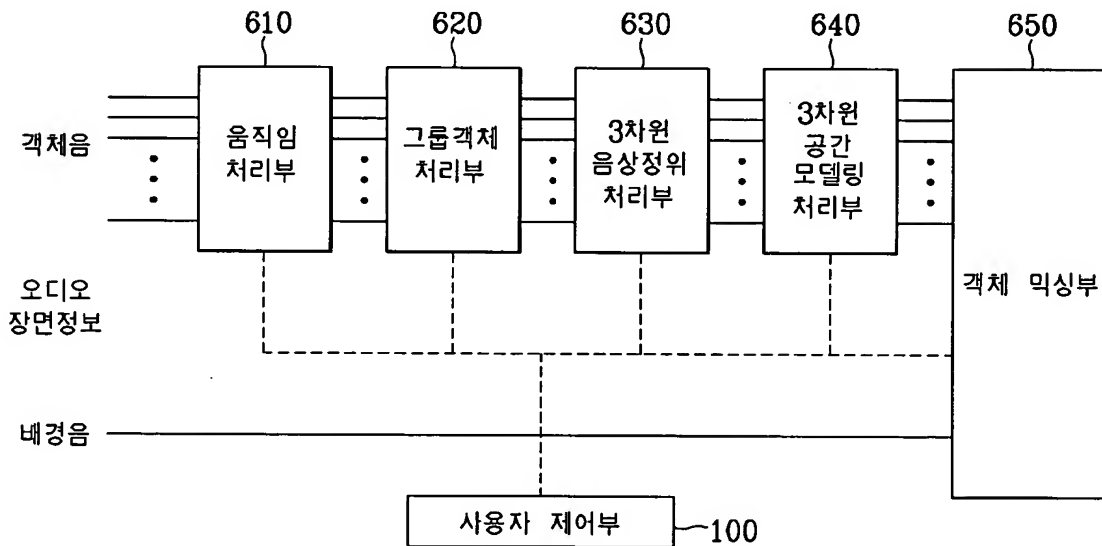 610
620
630
640
650
객체음
움직임
처리부
그룹객체
처리부
3차원
음상정위
처리부
3차원
공간
모델링
처리부
객체 믹싱부
오디오
장면정보
배경음
사용자 제어부
100